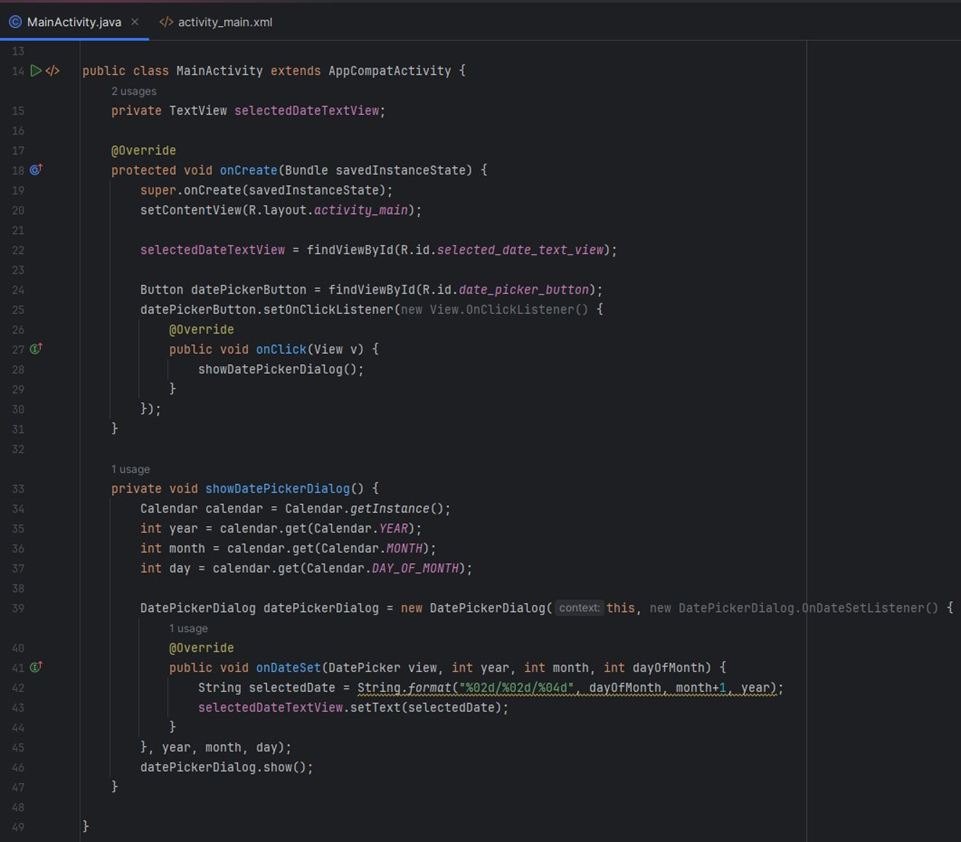 MainActivity.java × </> activity_main.xml
13
14 </> public class MainActivity extends AppCompatActivity {
2 usages
15 private TextView selectedDateTextView;
16
17 @Override
18 protected void onCreate(Bundle savedInstanceState) {
19 super.onCreate(savedInstanceState);
20 setContentView(R.layout.activity_main);
21
22 selectedDateTextView = findViewById(R.id.selected_date_text_view);
23
24 Button datePickerButton = findViewById(R.id.date_picker_button);
25 datePickerButton.setOnClickListener(new View.OnClickListener() {
26 @Override
27 public void onClick(View v) {
28 showDatePickerDialog();
29 }
30 });
31 }
32
1 usage
33 private void showDatePickerDialog() {
34 Calendar calendar = Calendar.getInstance();
35 int year = calendar.get(Calendar.YEAR);
36 int month = calendar.get(Calendar.MONTH);
37 int day = calendar.get(Calendar.DAY_OF_MONTH);
38
39 DatePickerDialog datePickerDialog = new DatePickerDialog( context: this, new DatePickerDialog.OnDateSetListener() {
1 usage
40 @Override
41 public void onDateSet(DatePicker view, int year, int month, int dayOfMonth) {
42 String selectedDate = String.format("%02d/%02d/%04d", dayOfMonth, month+1, year);
43 selectedDateTextView.setText(selectedDate);
44 }
45 }, year, month, day);
46 datePickerDialog.show();
47 }
48
49 }